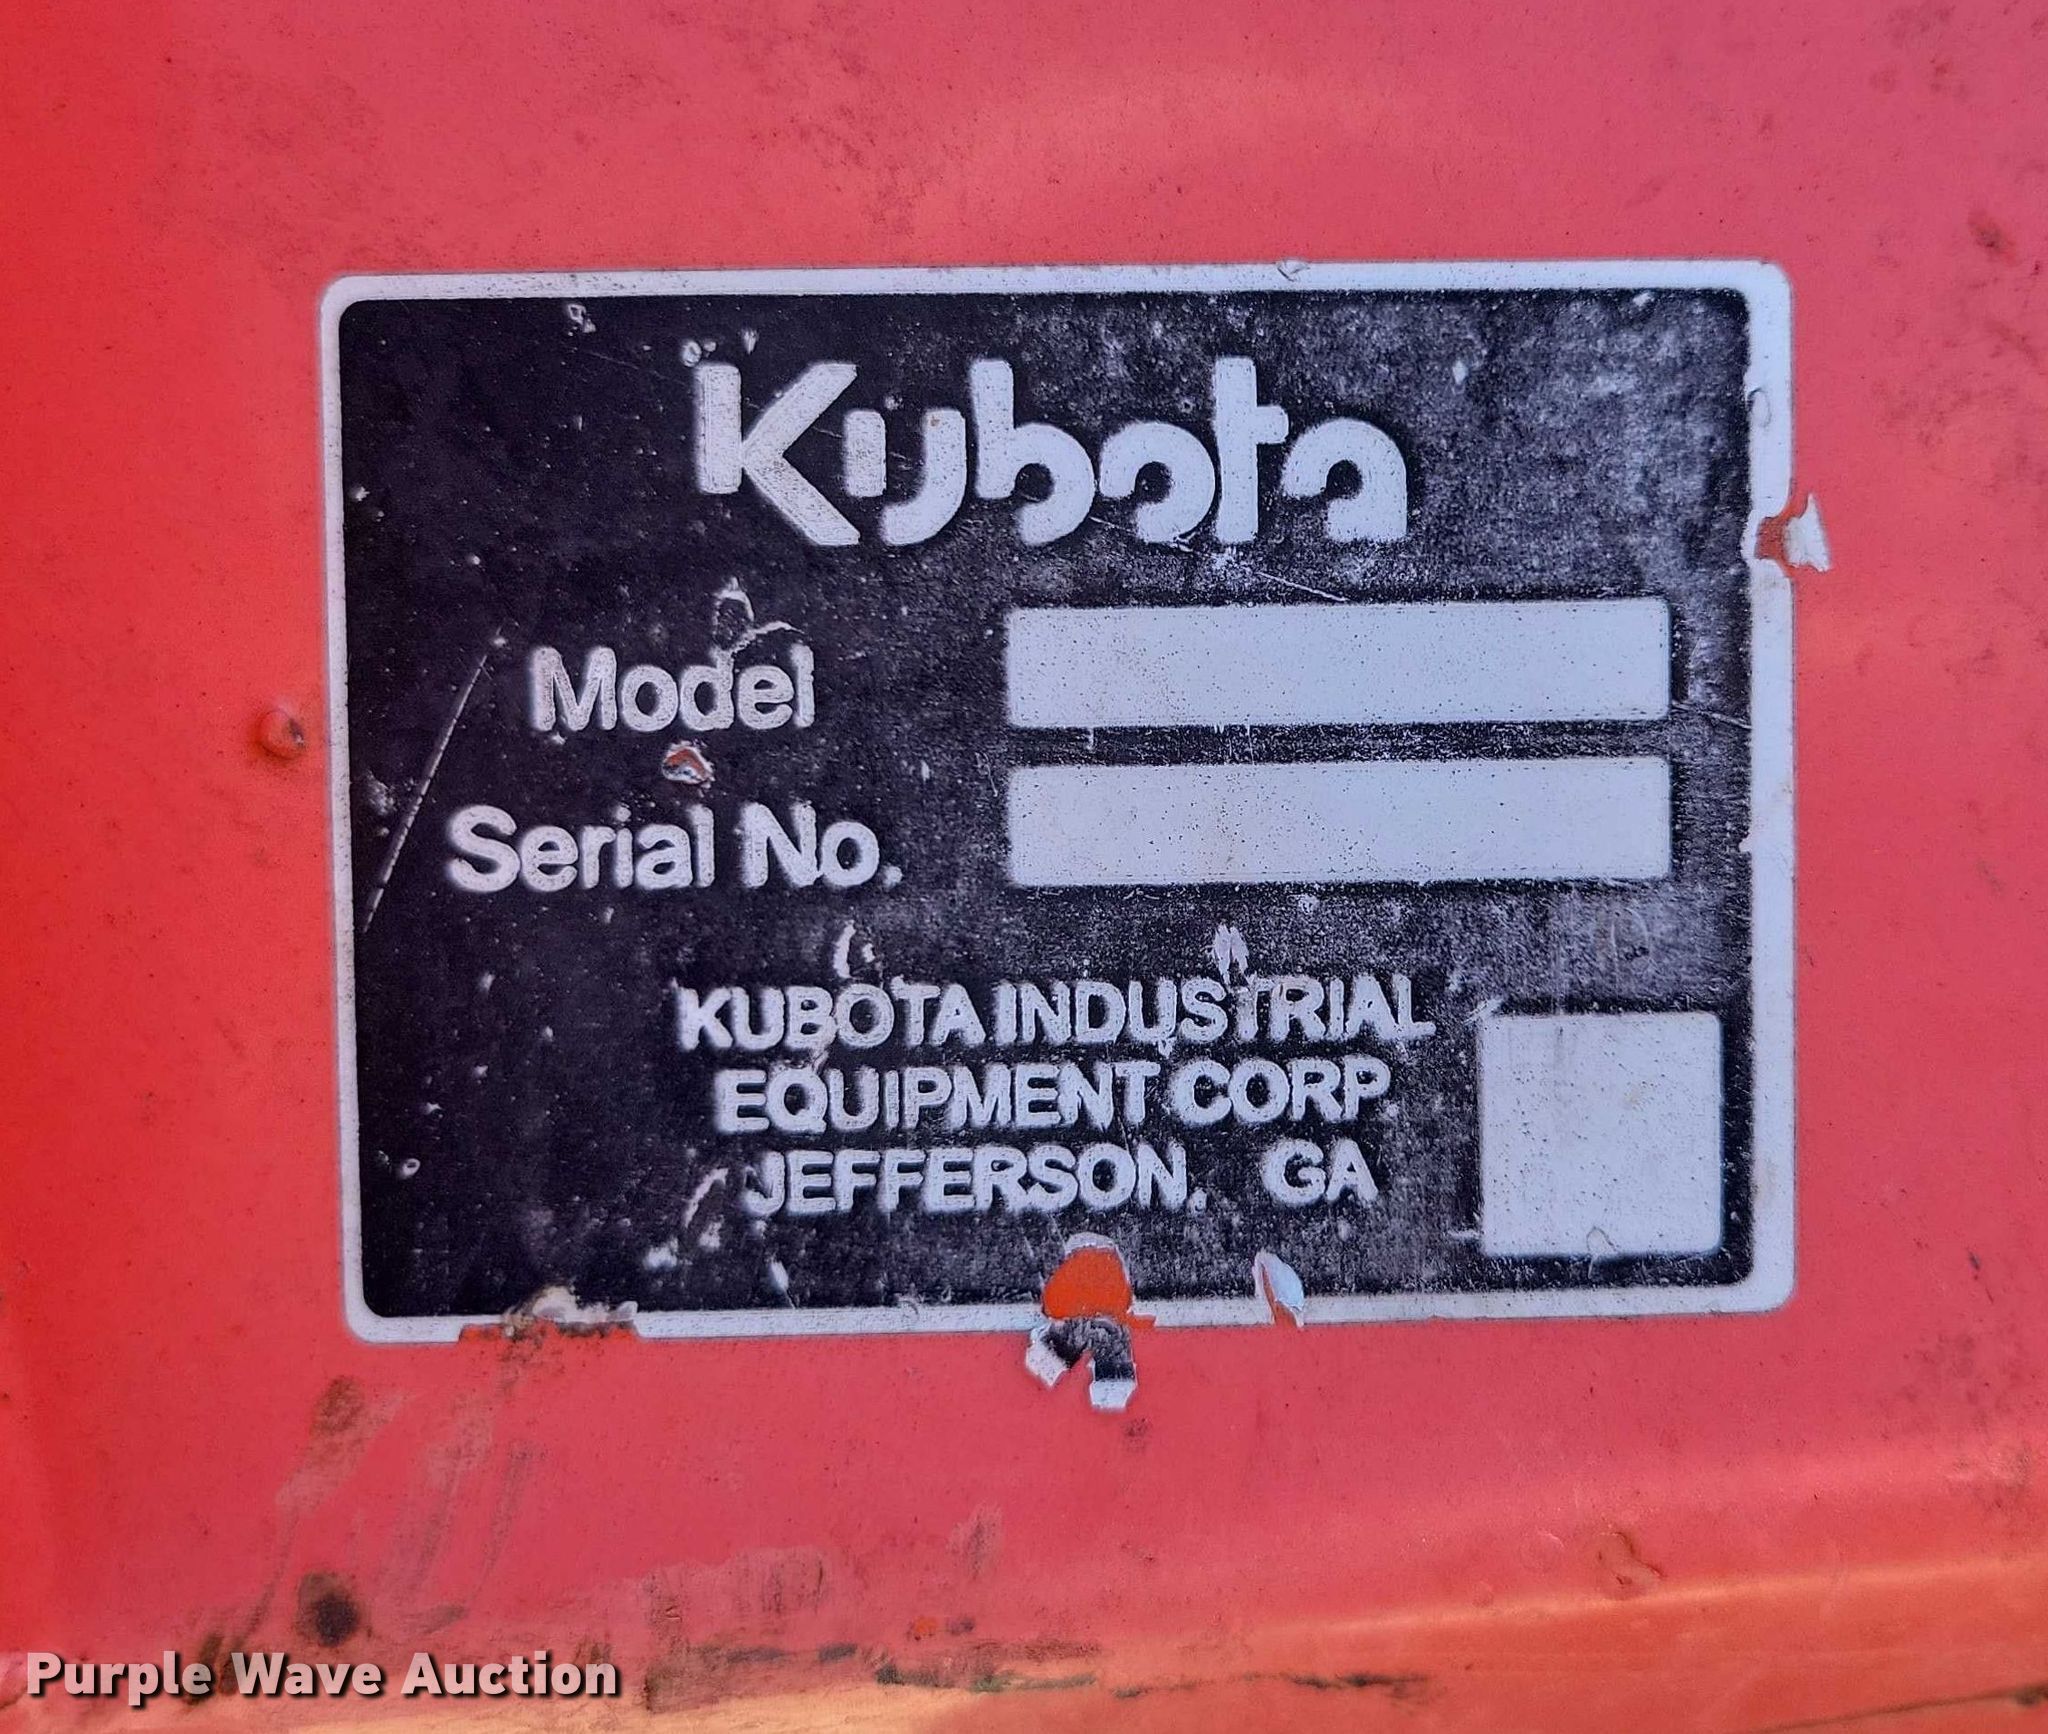 Kubota
Model
Serial No.
KUBOTA INDUSTRIAL
EQUIPMENT CORP.
JEFFERSON, GA
Purple Wave Auction